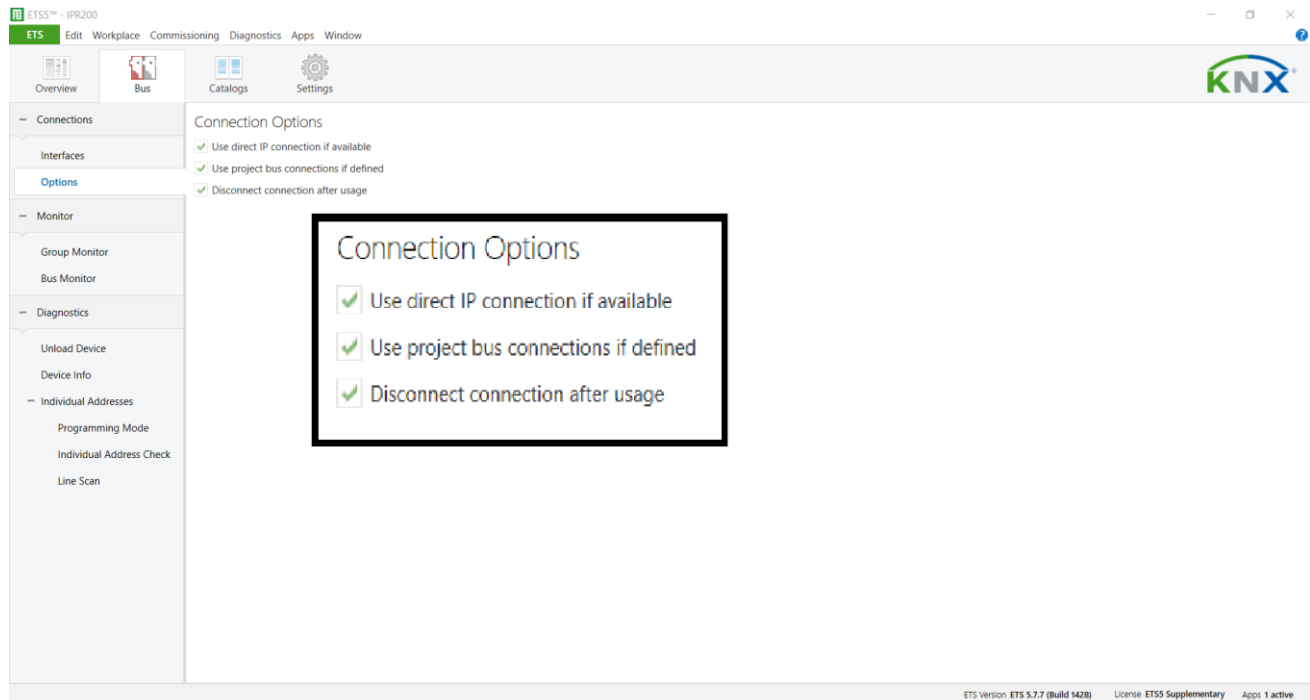 ETS5™ - IPR200
ETS Edit Workplace Commissioning Diagnostics Apps Window
Overview Bus Catalogs Settings
KNX
Connections
Interfaces
Options
Monitor
Group Monitor
Bus Monitor
Diagnostics
Unload Device
Device Info
Individual Addresses
Programming Mode
Individual Address Check
Line Scan
Connection Options
Use direct IP connection if available
Use project bus connections if defined
Disconnect connection after usage
Connection Options
Use direct IP connection if available
Use project bus connections if defined
Disconnect connection after usage
ETS Version ETS 5.7.7 (Build 1428) License ETS5 Supplementary Apps 1 active